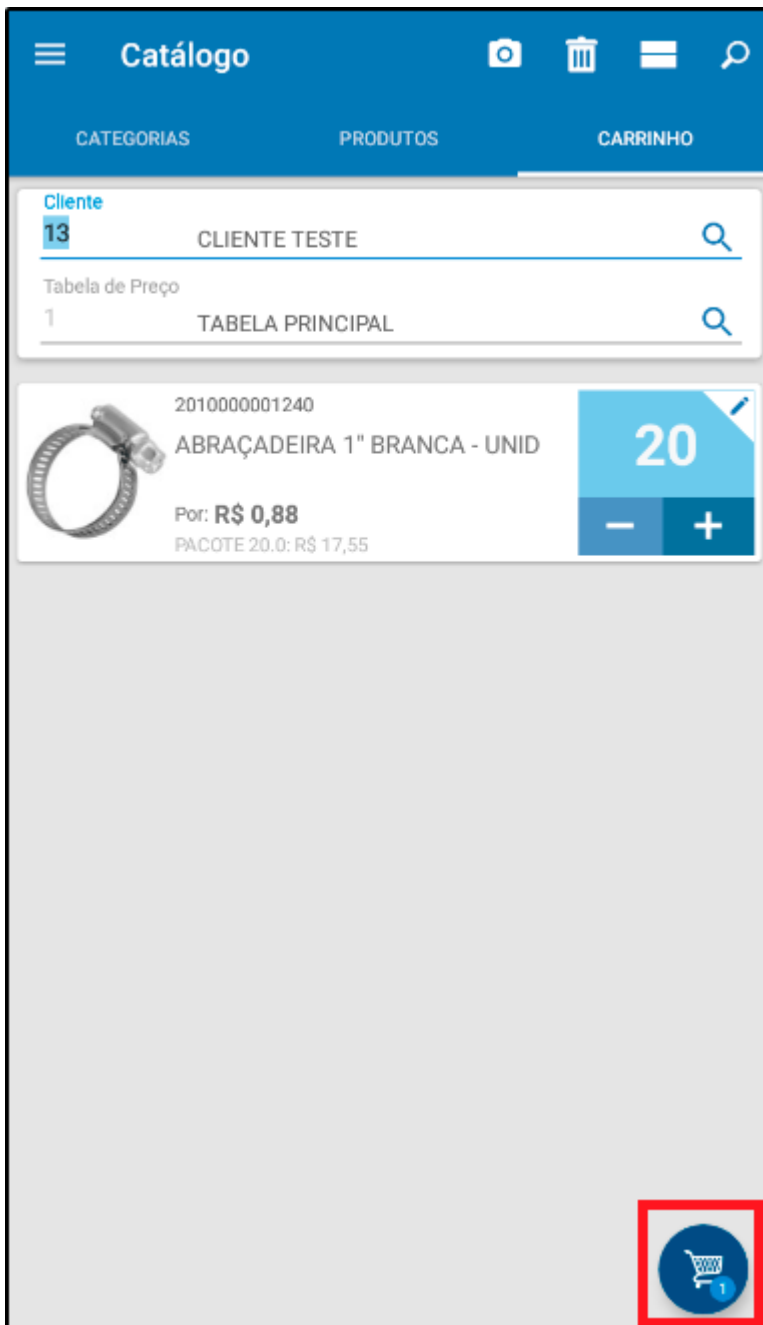 Catálogo
CATEGORIAS PRODUTOS CARRINHO
Cliente
13 CLIENTE TESTE
Tabela de Preço
1 TABELA PRINCIPAL
2010000001240
ABRAÇADEIRA 1" BRANCA - UNID
20
Por: R$ 0,88
PACOTE 20.0: R$ 17,55
− +
1